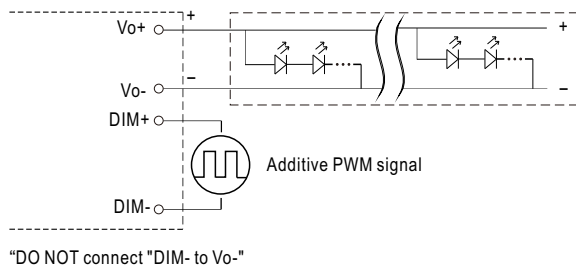 Vo+
+
+
Vo-
–
–
DIM+
Additive PWM signal
DIM-
“DO NOT connect "DIM- to Vo-"